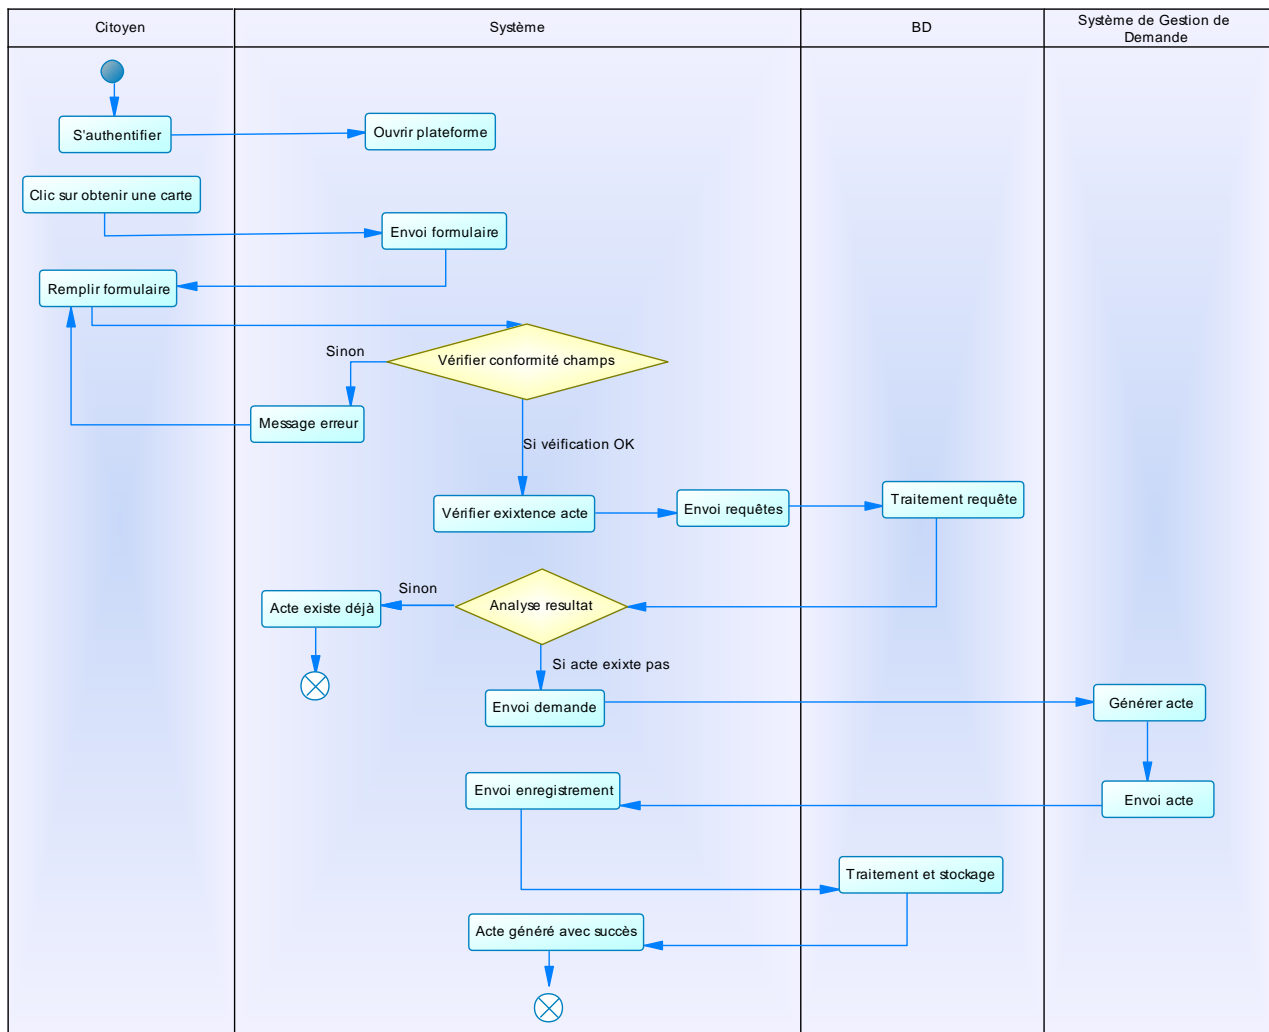 Citoyen
Système
BD
Système de Gestion de
Demande
S'authentifier
Ouvrir plateforme
Clic sur obtenir une carte
Envoi formulaire
Remplir formulaire
Sinon
Vérifier conformité champs
Message erreur
Si véification OK
Vérifier exixtence acte
Envoi requêtes
Traitement requête
Acte existe déjà
Sinon
Analyse resultat
Si acte exixte pas
Envoi demande
Générer acte
Envoi enregistrement
Envoi acte
Traitement et stockage
Acte généré avec succès